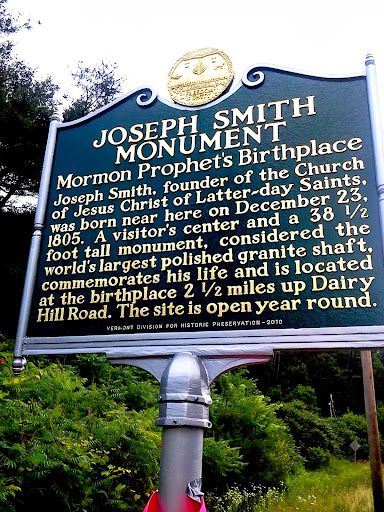 JOSEPH SMITH
MONUMENT
Mormon Prophet's Birthplace
Joseph Smith, founder of the Church
of Jesus Christ of Latter-day Saints,
was born near here on December 23,
1805. A visitor's center and a 38 ½
foot tall monument, considered the
world's largest polished granite shaft,
commemorates his life and is located
at the birthplace 2 ½ miles up Dairy
Hill Road. The site is open year round.
VERMONT DIVISION FOR HISTORIC PRESERVATION-2010